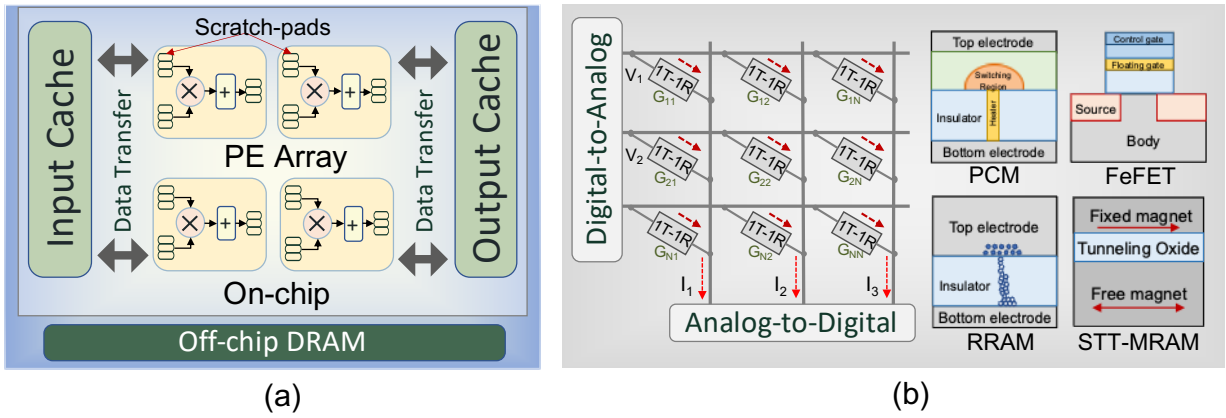 Scratch-pads
Input Cache
Data Transfer
PE Array
Data Transfer
Output Cache
On-chip
Off-chip DRAM
(a)
Digital-to-Analog
V1
1T-1R
G11
1T-1R
G12
1T-1R
G1N
V2
1T-1R
G21
1T-1R
G22
1T-1R
G2N
1T-1R
GN1
1T-1R
GN2
1T-1R
GNN
I1
I2
I3
Analog-to-Digital
Top electrode
Switching
Region
Insulator
Heater
Bottom electrode
PCM
Control gate
Floating gate
Source
Body
FeFET
Top electrode
Insulator
Bottom electrode
RRAM
Fixed magnet
Tunneling Oxide
Free magnet
STT-MRAM
(b)